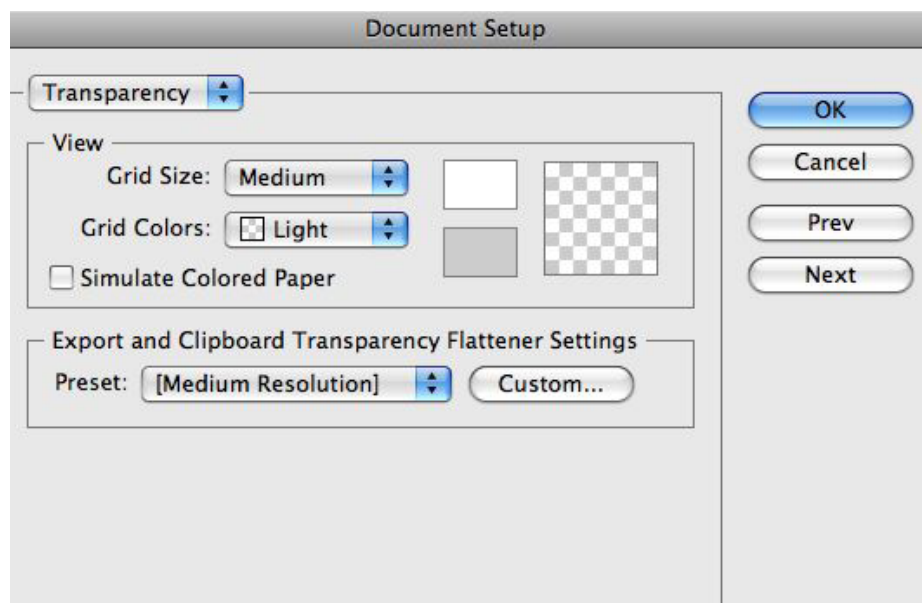 Document Setup
Transparency
OK
View
Cancel
Grid Size: Medium
Grid Colors: Light
Prev
Simulate Colored Paper
Next
Export and Clipboard Transparency Flattener Settings
Preset: [Medium Resolution] Custom...